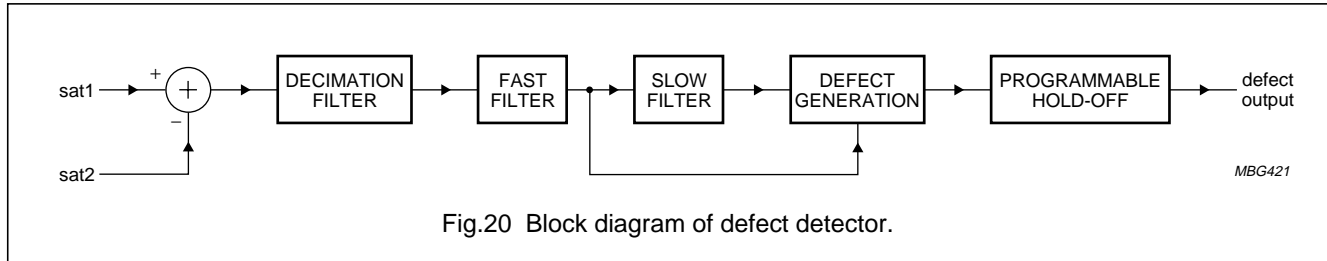 sat1
+
+
−
sat2
DECIMATION
FILTER
FAST
FILTER
SLOW
FILTER
DEFECT
GENERATION
PROGRAMMABLE
HOLD-OFF
defect
output
MBG421
Fig.20 Block diagram of defect detector.